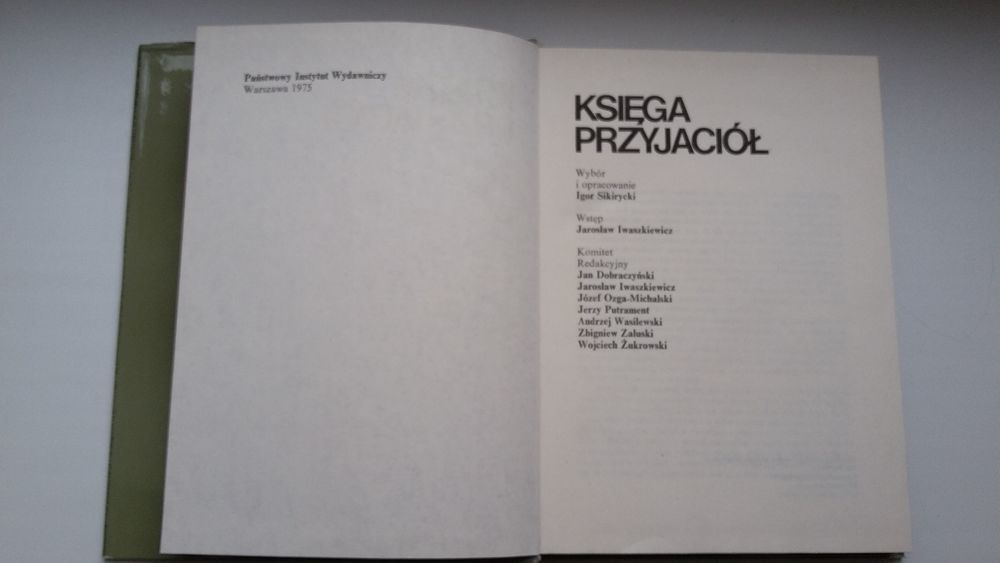 Państwowy Instytut Wydawniczy
Warszawa 1975
KSIĘGA
PRZYJACIÓŁ
Wybór
i opracowanie
Igor Sikirycki
Wstęp
Jarosław Iwaszkiewicz
Komitet
Redakcyjny
Jan Dobraczyński
Jarosław Iwaszkiewicz
Józef Ozga-Michalski
Jerzy Putrament
Andrzej Wasilewski
Zbigniew Załuski
Wojciech Żukrowski